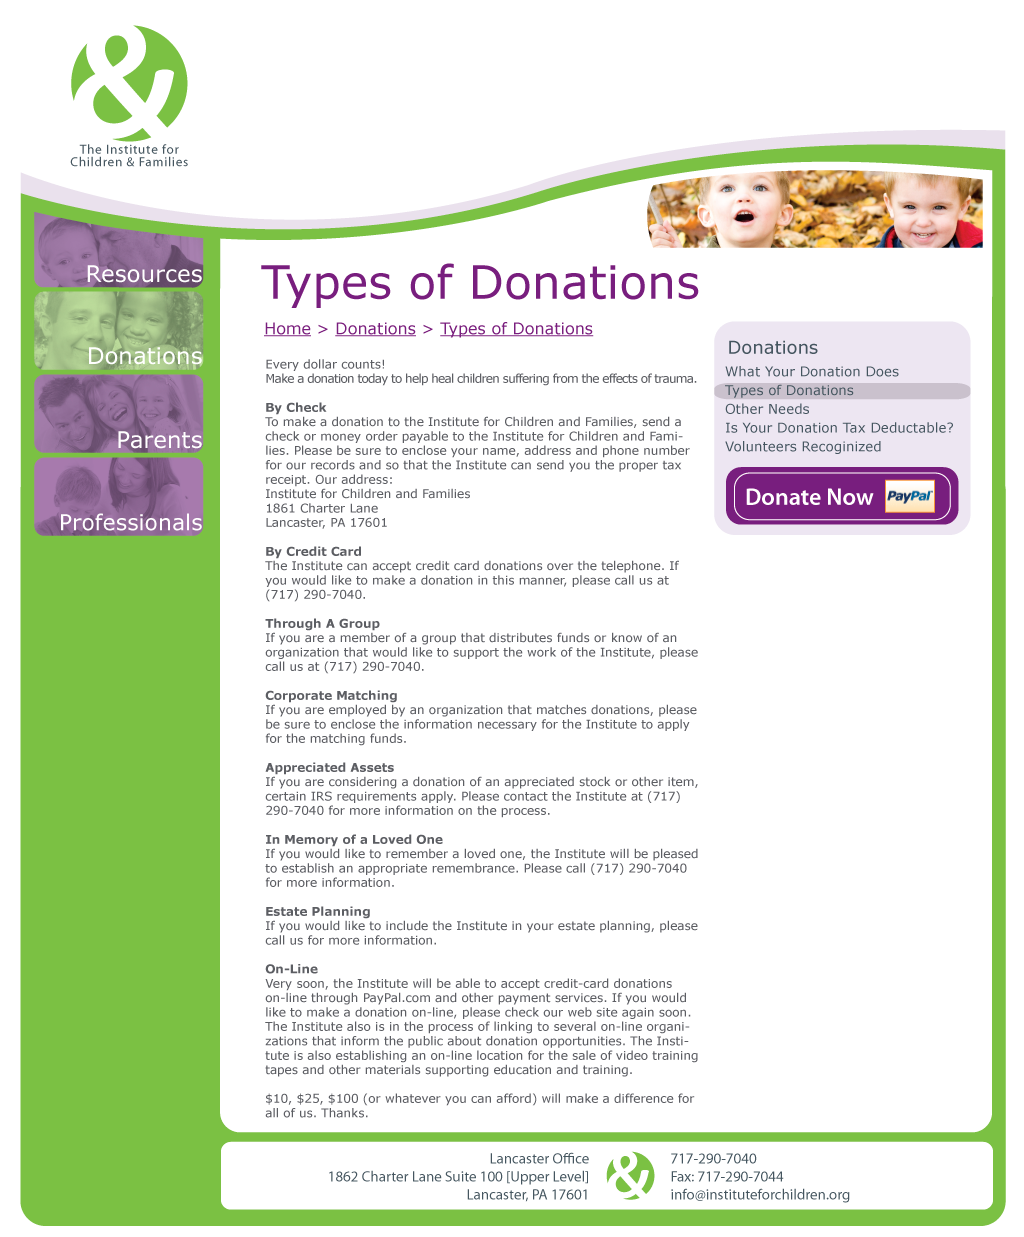 The Institute for
Children & Families
Resources
Donations
Parents
Professionals
Types of Donations
Home > Donations > Types of Donations
Every dollar counts!
Make a donation today to help heal children suffering from the effects of trauma.
By Check
To make a donation to the Institute for Children and Families, send a
check or money order payable to the Institute for Children and Fami-
lies. Please be sure to enclose your name, address and phone number
for our records and so that the Institute can send you the proper tax
receipt. Our address:
Institute for Children and Families
1861 Charter Lane
Lancaster, PA 17601
By Credit Card
The Institute can accept credit card donations over the telephone. If
you would like to make a donation in this manner, please call us at
(717) 290-7040.
Through A Group
If you are a member of a group that distributes funds or know of an
organization that would like to support the work of the Institute, please
call us at (717) 290-7040.
Corporate Matching
If you are employed by an organization that matches donations, please
be sure to enclose the information necessary for the Institute to apply
for the matching funds.
Appreciated Assets
If you are considering a donation of an appreciated stock or other item,
certain IRS requirements apply. Please contact the Institute at (717)
290-7040 for more information on the process.
In Memory of a Loved One
If you would like to remember a loved one, the Institute will be pleased
to establish an appropriate remembrance. Please call (717) 290-7040
for more information.
Estate Planning
If you would like to include the Institute in your estate planning, please
call us for more information.
On-Line
Very soon, the Institute will be able to accept credit-card donations
on-line through PayPal.com and other payment services. If you would
like to make a donation on-line, please check our web site again soon.
The Institute also is in the process of linking to several on-line organi-
zations that inform the public about donation opportunities. The Insti-
tute is also establishing an on-line location for the sale of video training
tapes and other materials supporting education and training.
$10, $25, $100 (or whatever you can afford) will make a difference for
all of us. Thanks.
Donations
What Your Donation Does
Types of Donations
Other Needs
Is Your Donation Tax Deductable?
Volunteers Recoginized
Donate Now PayPal
Lancaster Office
1862 Charter Lane Suite 100 [Upper Level]
Lancaster, PA 17601
&
717-290-7040
Fax: 717-290-7044
info@instituteforchildren.org